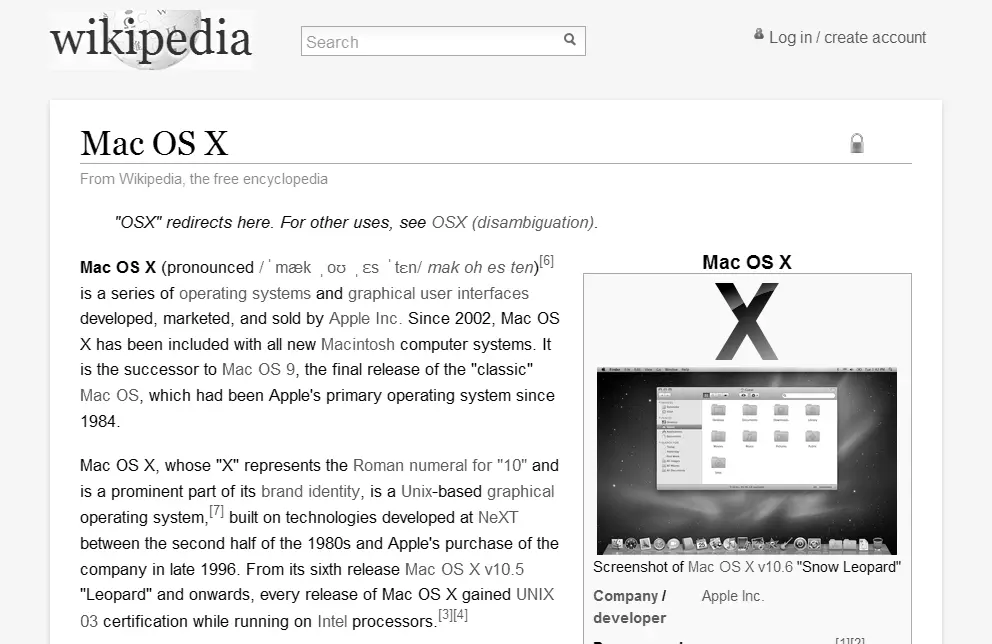 wikipedia
Search
Log in / create account
Mac OS X
From Wikipedia, the free encyclopedia
"OSX" redirects here. For other uses, see OSX (disambiguation).
Mac OS X (pronounced /ˈmæk ˌoʊ ˌɛs ˈtɛn/ mak oh es ten)[6]
is a series of operating systems and graphical user interfaces
developed, marketed, and sold by Apple Inc. Since 2002, Mac OS
X has been included with all new Macintosh computer systems. It
is the successor to Mac OS 9, the final release of the "classic"
Mac OS, which had been Apple's primary operating system since
1984.
Mac OS X, whose "X" represents the Roman numeral for "10" and
is a prominent part of its brand identity, is a Unix-based graphical
operating system,[7] built on technologies developed at NeXT
between the second half of the 1980s and Apple's purchase of the
company in late 1996. From its sixth release Mac OS X v10.5
"Leopard" and onwards, every release of Mac OS X gained UNIX
03 certification while running on Intel processors.[3][4]
Mac OS X
X
Screenshot of Mac OS X v10.6 "Snow Leopard"
Company / Apple Inc.
developer